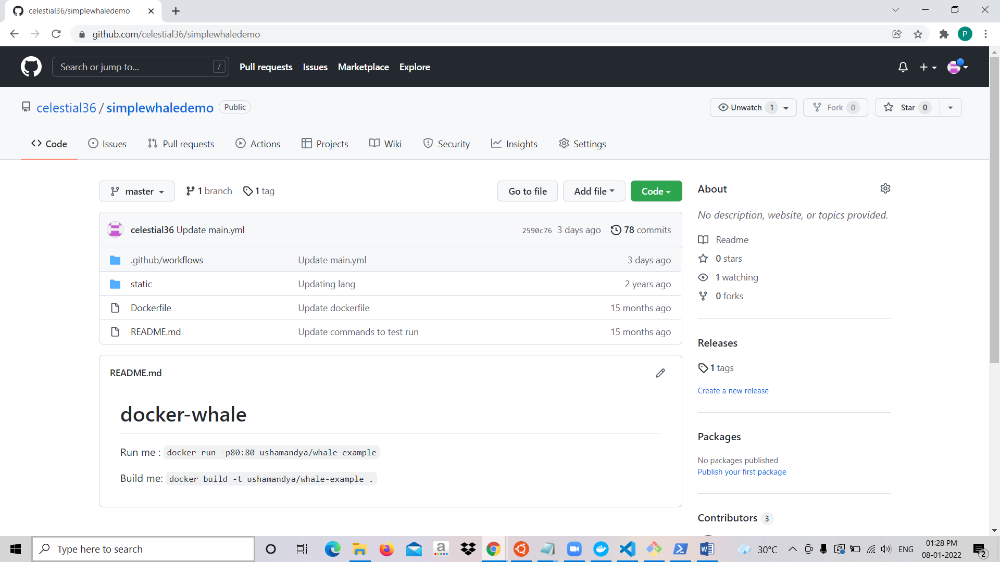 celestial36/simplewhaledemo
github.com/celestial36/simplewhaledemo
P
Search or jump to... /
Pull requests Issues Marketplace Explore
celestial36 / simplewhaledemo Public
Unwatch 1 Fork 0 Star 0
Code Issues Pull requests Actions Projects Wiki Security Insights Settings
master 1 branch 1 tag Go to file Add file Code
celestial36 Update main.yml 2590c76 3 days ago 78 commits
.github/workflows Update main.yml 3 days ago
static Updating lang 2 years ago
Dockerfile Update dockerfile 15 months ago
README.md Update commands to test run 15 months ago
README.md
docker-whale
Run me : docker run -p80:80 ushamandya/whale-example
Build me: docker build -t ushamandya/whale-example .
About
No description, website, or topics provided.
Readme
0 stars
1 watching
0 forks
Releases
1 tags
Create a new release
Packages
No packages published
Publish your first package
Contributors 3
Type here to search
a
W
30°C
ENG
01:28 PM
08-01-2022
2